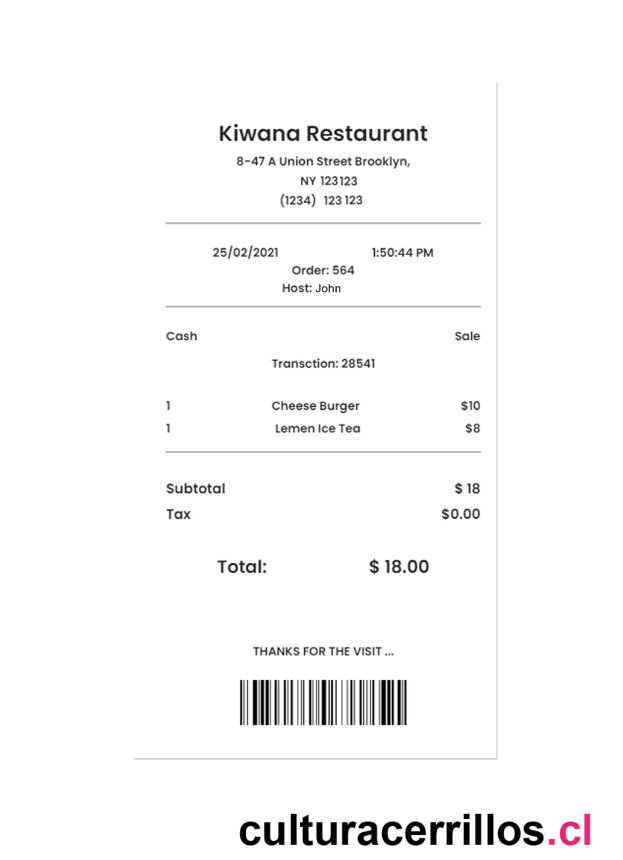 Kiwana Restaurant
8-47 A Union Street Brooklyn,
NY 123123
(1234) 123 123
25/02/2021 1:50:44 PM
Order: 564
Host: John
Cash Sale
Transction: 28541
1 Cheese Burger $10
1 Lemen Ice Tea $8
Subtotal $ 18
Tax $0.00
Total: $ 18.00
THANKS FOR THE VISIT ...
culturacerrillos.cl